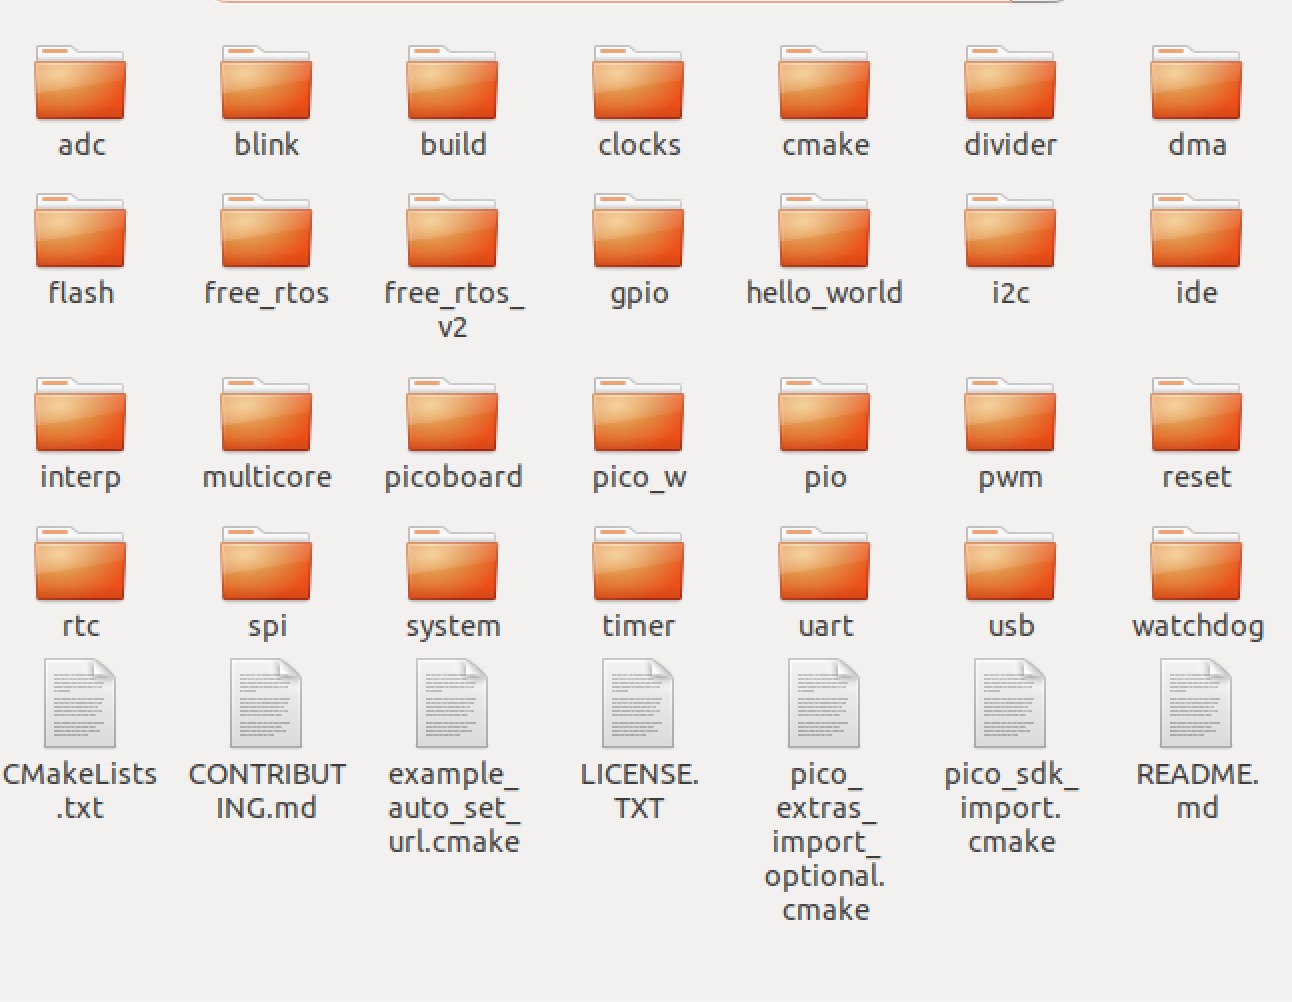 adc blink build clocks cmake divider dma
flash free_rtos free_rtos_ gpio hello_world i2c ide
v2
interp multicore picoboard pico_w pio pwm reset
rtc spi system timer uart usb watchdog
CMakeLists CONTRIBUT example_ LICENSE. pico_ pico_sdk_ README.
.txt ING.md auto_set_ TXT extras_ import. md
url.cmake import_ cmake
optional.
cmake